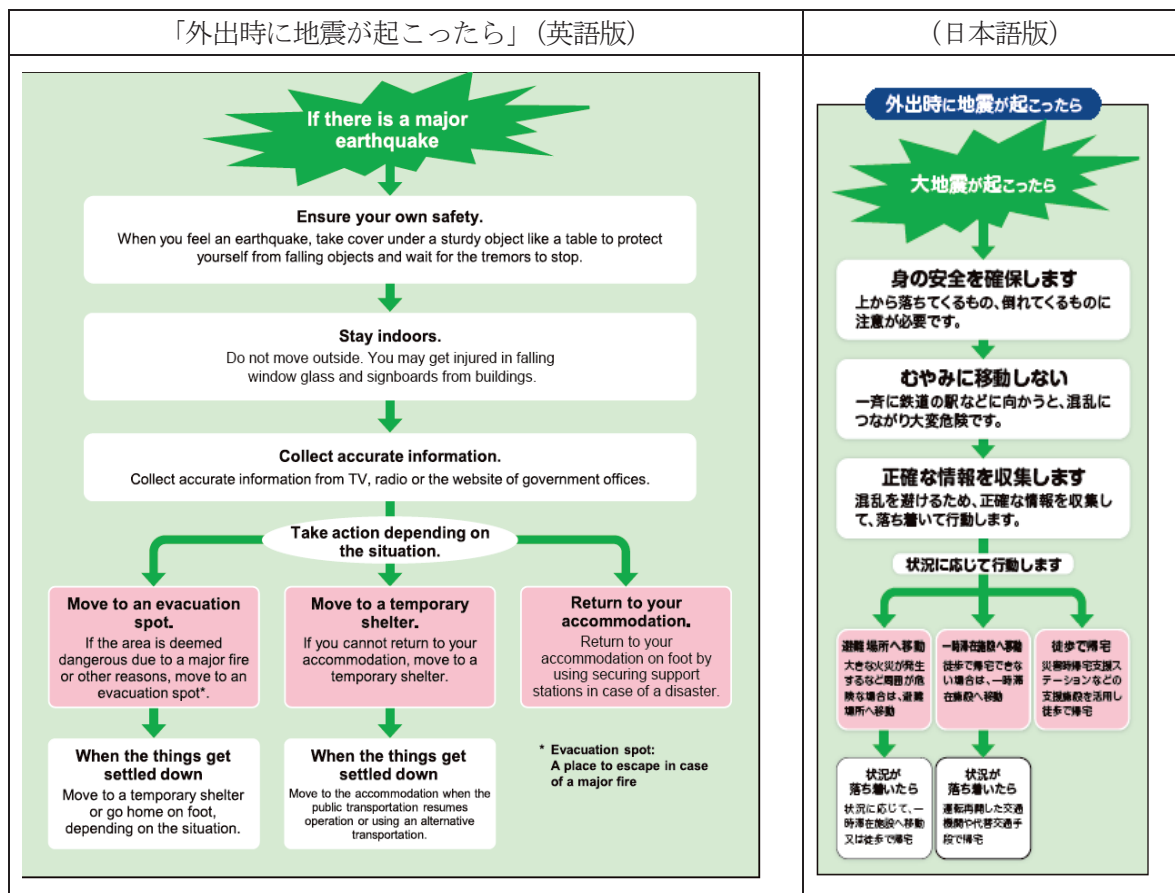 「外出時に地震が起こったら」(英語版)
(日本語版)
If there is a major
earthquake
Ensure your own safety.
When you feel an earthquake, take cover under a sturdy object like a table to protect
yourself from falling objects and wait for the tremors to stop.
Stay indoors.
Do not move outside. You may get injured in falling
window glass and signboards from buildings.
Collect accurate information.
Collect accurate information from TV, radio or the website of government offices.
Take action depending on
the situation.
Move to an evacuation
spot.
If the area is deemed
dangerous due to a major fire
or other reasons, move to an
evacuation spot*.
Move to a temporary
shelter.
If you cannot return to your
accommodation, move to a
temporary shelter.
Return to your
accommodation.
Return to your
accommodation on foot by
using securing support
stations in case of a disaster.
When the things get
settled down
Move to a temporary shelter
or go home on foot,
depending on the situation.
When the things get
settled down
Move to the accommodation when the
public transportation resumes
operation or using an alternative
transportation.
* Evacuation spot:
A place to escape in case
of a major fire
外出時に地震が起こったら
大地震が起こったら
身の安全を確保します
上から落ちてくるもの、倒れてくるものに
注意が必要です。
むやみに移動しない
一斉に鉄道の駅などに向かうと、混乱に
つながり大変危険です。
正確な情報を収集します
混乱を避けるため、正確な情報を収集し
て、落ち着いて行動します。
状況に応じて行動します
避難場所へ移動
大きな火災が発生
するなど周囲が危
険な場合は、避難
場所へ移動
一時滞在施設へ移動
徒歩で帰宅できな
い場合は、一時滞
在施設へ移動
徒歩で帰宅
災害時帰宅支援ス
テーションなどの
支援施設を活用し
徒歩で帰宅
状況が
落ち着いたら
状況に応じて、一
時滞在施設へ移動
又は徒歩で帰宅
状況が
落ち着いたら
運転再開した交通
機関や代替交通手
段で帰宅